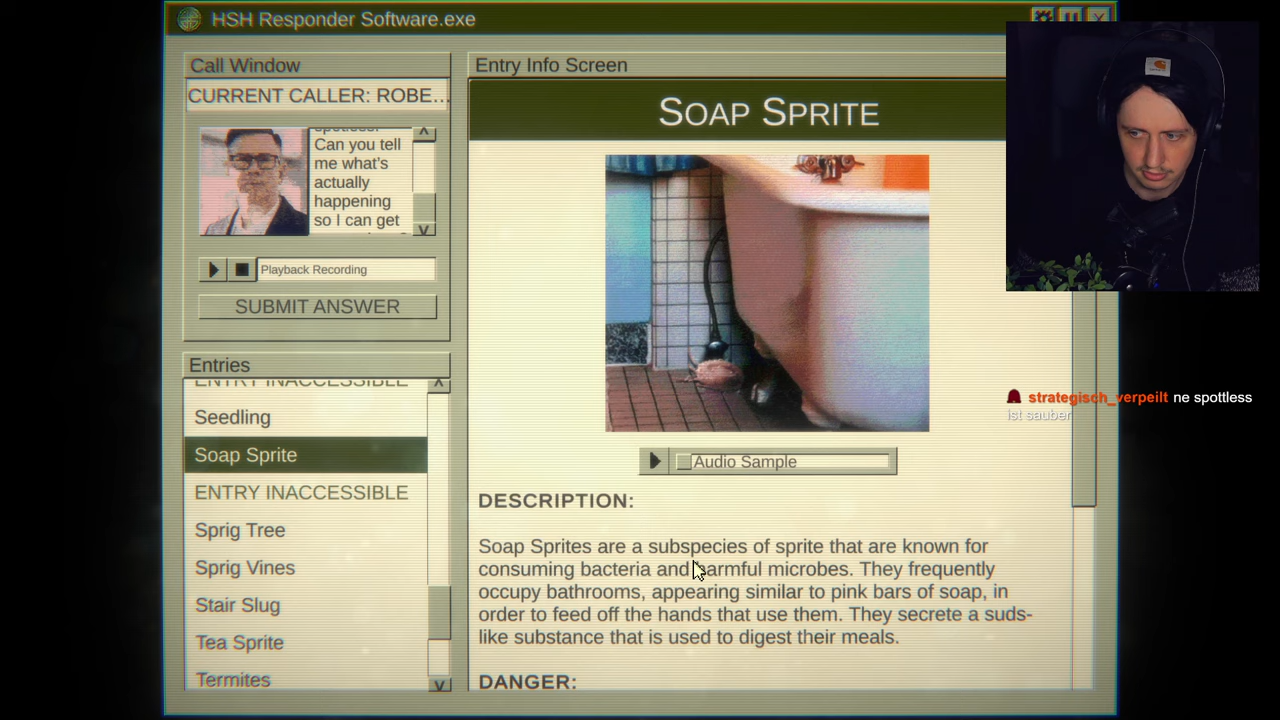 HSH Responder Software.exe
Call Window
CURRENT CALLER: ROBE...
spotless.
Can you tell
me what's
actually
happening
so I can get
Playback Recording
SUBMIT ANSWER
Entries
ENTRY INACCESSIBLE
Seedling
Soap Sprite
ENTRY INACCESSIBLE
Sprig Tree
Sprig Vines
Stair Slug
Tea Sprite
Termites
Entry Info Screen
SOAP SPRITE
Audio Sample
DESCRIPTION:
Soap Sprites are a subspecies of sprite that are known for
consuming bacteria and harmful microbes. They frequently
occupy bathrooms, appearing similar to pink bars of soap, in
order to feed off the hands that use them. They secrete a suds-
like substance that is used to digest their meals.
DANGER:
strategisch_verpeilt ne spottless
ist sauber